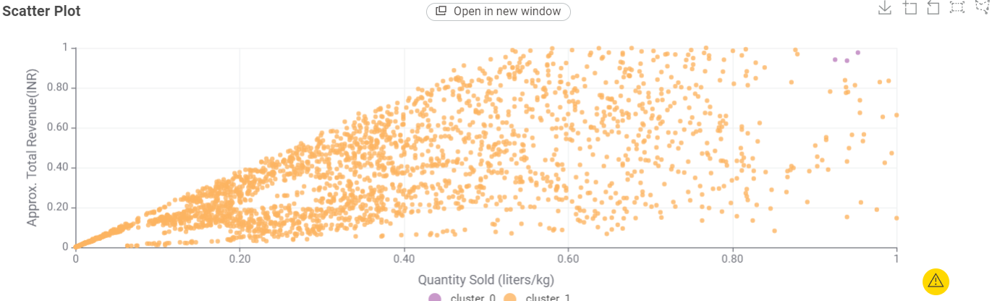 Scatter Plot
Open in new window
Approx. Total Revenue(INR)
1
0.80
0.60
0.40
0.20
0
0
0.20
0.40
0.60
0.80
1
Quantity Sold (liters/kg)
cluster_0 cluster_1